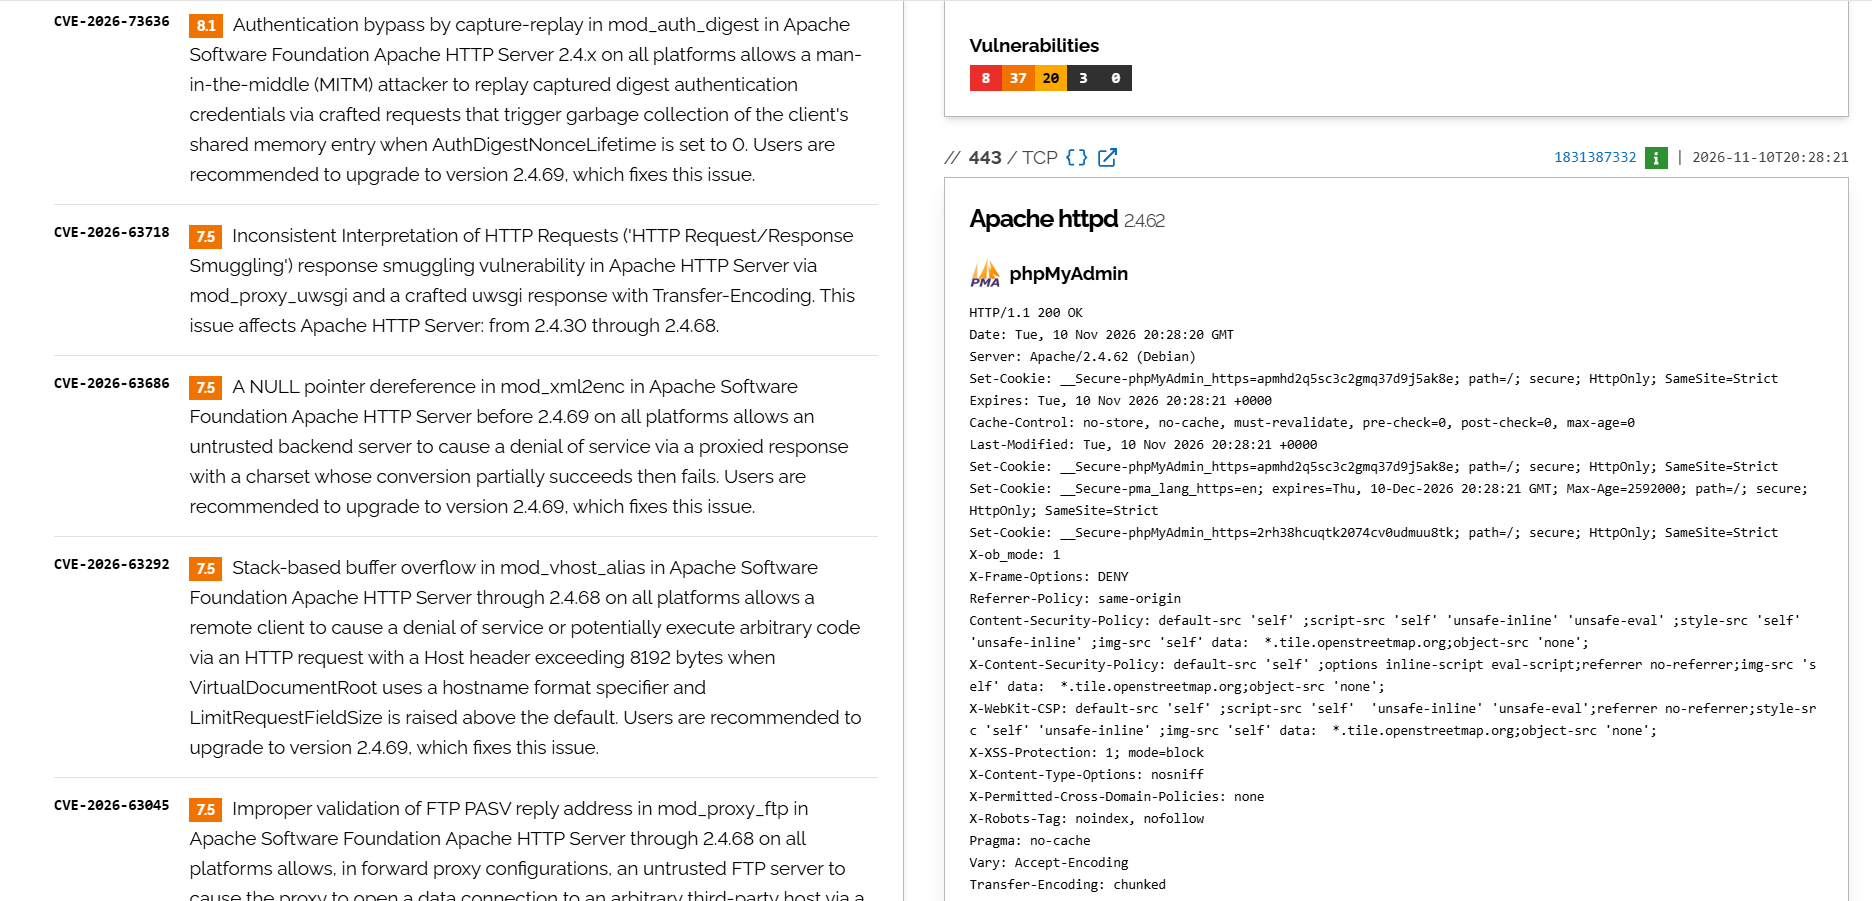 CVE-2026-73636
8.1 Authentication bypass by capture-replay in mod_auth_digest in Apache
Software Foundation Apache HTTP Server 2.4.x on all platforms allows a man-
in-the-middle (MITM) attacker to replay captured digest authentication
credentials via crafted requests that trigger garbage collection of the client's
shared memory entry when AuthDigestNonceLifetime is set to 0. Users are
recommended to upgrade to version 2.4.69, which fixes this issue.
CVE-2026-63718
7.5 Inconsistent Interpretation of HTTP Requests ('HTTP Request/Response
Smuggling') response smuggling vulnerability in Apache HTTP Server via
mod_proxy_uwsgi and a crafted uwsgi response with Transfer-Encoding. This
issue affects Apache HTTP Server: from 2.4.30 through 2.4.68.
CVE-2026-63686
7.5 A NULL pointer dereference in mod_xml2enc in Apache Software
Foundation Apache HTTP Server before 2.4.69 on all platforms allows an
untrusted backend server to cause a denial of service via a proxied response
with a charset whose conversion partially succeeds then fails. Users are
recommended to upgrade to version 2.4.69, which fixes this issue.
CVE-2026-63292
7.5 Stack-based buffer overflow in mod_vhost_alias in Apache Software
Foundation Apache HTTP Server through 2.4.68 on all platforms allows a
remote client to cause a denial of service or potentially execute arbitrary code
via an HTTP request with a Host header exceeding 8192 bytes when
VirtualDocumentRoot uses a hostname format specifier and
LimitRequestFieldSize is raised above the default. Users are recommended to
upgrade to version 2.4.69, which fixes this issue.
CVE-2026-63045
7.5 Improper validation of FTP PASV reply address in mod_proxy_ftp in
Apache Software Foundation Apache HTTP Server through 2.4.68 on all
platforms allows, in forward proxy configurations, an untrusted FTP server to
cause the proxy to open a data connection to an arbitrary third-party host via a
Vulnerabilities
8 37 20 3 0
// 443 / TCP
1831387332 | 2026-11-10T20:28:21
Apache httpd 2.4.62
PMA phpMyAdmin
HTTP/1.1 200 OK
Date: Tue, 10 Nov 2026 20:28:20 GMT
Server: Apache/2.4.62 (Debian)
Set-Cookie: __Secure-phpMyAdmin_https=apmhd2q5sc3c2gmq37d9j5ak8e; path=/; secure; HttpOnly; SameSite=Strict
Expires: Tue, 10 Nov 2026 20:28:21 +0000
Cache-Control: no-store, no-cache, must-revalidate, pre-check=0, post-check=0, max-age=0
Last-Modified: Tue, 10 Nov 2026 20:28:21 +0000
Set-Cookie: __Secure-phpMyAdmin_https=apmhd2q5sc3c2gmq37d9j5ak8e; path=/; secure; HttpOnly; SameSite=Strict
Set-Cookie: __Secure-pma_lang_https=en; expires=Thu, 10-Dec-2026 20:28:21 GMT; Max-Age=2592000; path=/; secure;
HttpOnly; SameSite=Strict
Set-Cookie: __Secure-phpMyAdmin_https=2rh38hcuqtk2074cv0udmuu8tk; path=/; secure; HttpOnly; SameSite=Strict
X-ob_mode: 1
X-Frame-Options: DENY
Referrer-Policy: same-origin
Content-Security-Policy: default-src 'self' ;script-src 'self' 'unsafe-inline' 'unsafe-eval' ;style-src 'self'
'unsafe-inline' ;img-src 'self' data:  *.tile.openstreetmap.org;object-src 'none';
X-Content-Security-Policy: default-src 'self' ;options inline-script eval-script;referrer no-referrer;img-src 's
elf' data:  *.tile.openstreetmap.org;object-src 'none';
X-WebKit-CSP: default-src 'self' ;script-src 'self'  'unsafe-inline' 'unsafe-eval';referrer no-referrer;style-sr
c 'self' 'unsafe-inline' ;img-src 'self' data:  *.tile.openstreetmap.org;object-src 'none';
X-XSS-Protection: 1; mode=block
X-Content-Type-Options: nosniff
X-Permitted-Cross-Domain-Policies: none
X-Robots-Tag: noindex, nofollow
Pragma: no-cache
Vary: Accept-Encoding
Transfer-Encoding: chunked